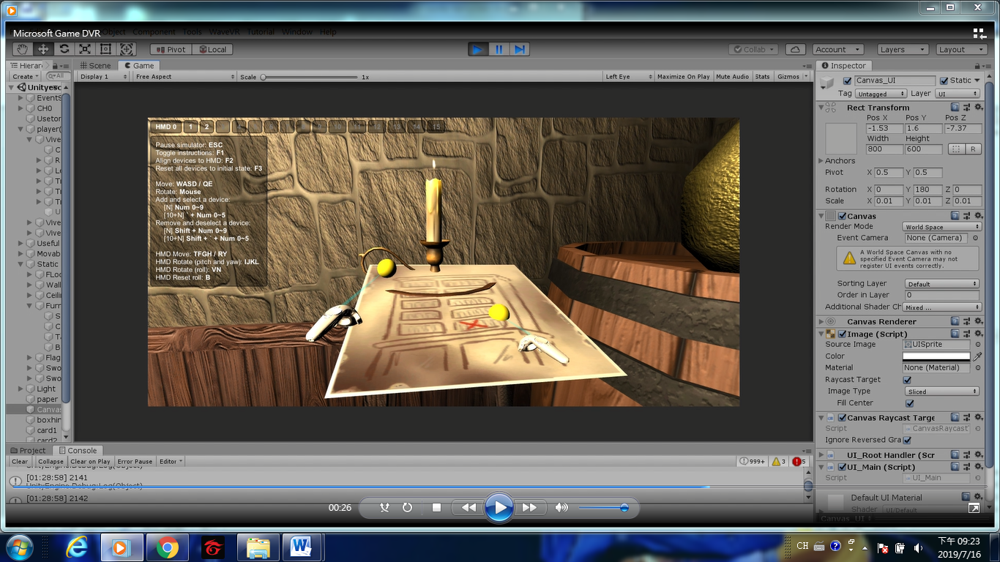 Microsoft Game DVR
Object Component Tools WaveVR Tutorial Window Help
Pivot Local Collab Account Layers Layout
Hierar
Create All
Unityesc
EventS
CH0
Usetor
player(
Vive
C
R
Le
Tr
Tr
Tr
U
Vive
Vive
Useful
Movab
Static
FLoo
Wall
Ceilin
Furr
S
C
Ta
B
Flag
Swo
Swo
Light
paper
Canvas
boxhir
card1
card2
Scene Game
Display 1 Free Aspect Scale 1x Left Eye Maximize On Play Mute Audio Stats Gizmos
HMD 0 1 2 8 9 10 11 12 13 14 15
Pause simulator: ESC
Toggle instructions: F1
Align devices to HMD: F2
Reset all devices to initial state: F3
Move: WASD / QE
Rotate: Mouse
Add and select a device:
[N] Num 0~9
[10+N] ` + Num 0~5
Remove and deselect a device:
[N] Shift + Num 0~9
[10+N] Shift + ` + Num 0~5
HMD Move: TFGH / RY
HMD Rotate (pitch and yaw): IJKL
HMD Rotate (roll): VN
HMD Reset roll: B
Inspector
Canvas_UI Static
Tag Untagged Layer UI
Rect Transform
Pos X Pos Y Pos Z
-1.53 1.6 -7.37
Width Height
800 600 R
Anchors
Pivot X 0.5 Y 0.5
Rotation X 0 Y 180 Z 0
Scale X 0.01 Y 0.01 Z 0.01
Canvas
Render Mode World Space
Event Camera None (Camera)
A World Space Canvas with no
specified Event Camera may not
register UI events correctly.
Sorting Layer Default
Order in Layer 0
Additional Shader Ch Mixed ...
Canvas Renderer
Image (Script)
Source Image UISprite
Color
Material None (Material)
Raycast Target
Image Type Sliced
Fill Center
Canvas Raycast Targe
Script CanvasRaycastT
Ignore Reversed Gra
UI_Root Handler (Scr
UI_Main (Script)
Script UI_Main
Default UI Material
Shader UI/Default
Canvas_UI
Project Console
Clear Collapse Clear on Play Error Pause Editor 999+ 3 5
UnityEngine.Debug:Log(Object)
[01:28:58] 2141
UnityEngine.Debug:Log(Object)
[01:28:58] 2142
00:26
CH
下午 09:23
2019/7/16